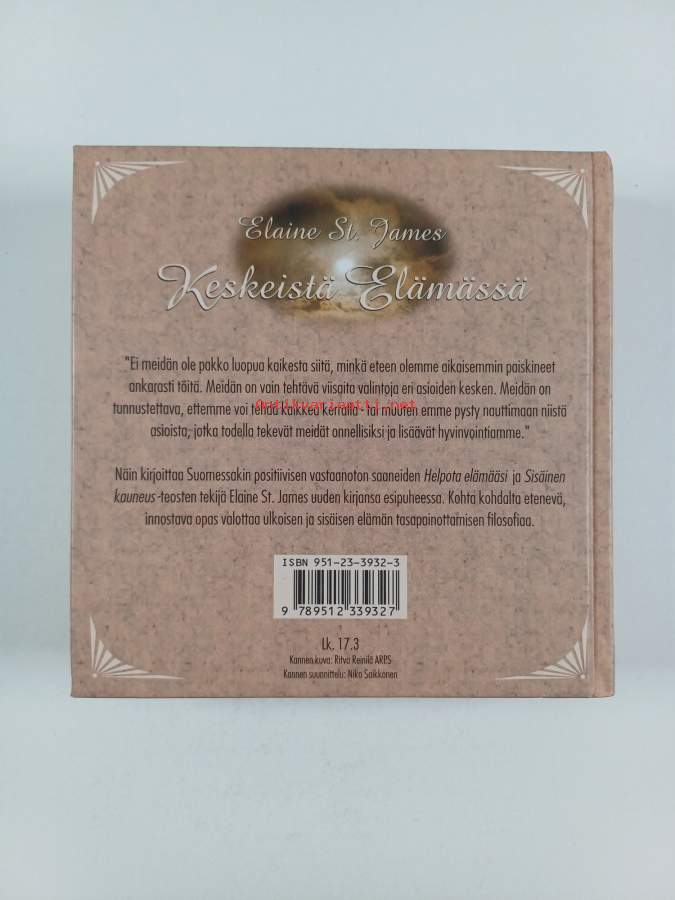 Elaine St. James
Keskeistä Elämässä
"Ei meidän ole pakko luopua kaikesta siitä, minkä eteen olemme aikaisemmin paiskineet
ankarasti töitä. Meidän on vain tehtävä viisaita valintoja eri asioiden kesken. Meidän on
tunnustettava, ettemme voi tehdä kaikkea kerralla - tai muuten emme pysty nauttimaan niistä
Antikvariaatti.net
asioista, jotka todella tekevät meidät onnellisiksi ja lisäävät hyvinvointiamme."
Näin kirjoittaa Suomessakin positiivisen vastaanoton saaneiden Helpota elämääsi ja Sisäinen
kauneus -teosten tekijä Elaine St. James uuden kirjansa esipuheessa. Kohta kohdalta etenevä,
innostava opas valottaa ulkoisen ja sisäisen elämän tasapainottamisen filosofiaa.
ISBN 951-23-3932-3
9 789512 339327
Lk. 17.3
Kannen kuva: Ritva Reinilä ARPS
Kannen suunnittelu: Niko Saikkonen